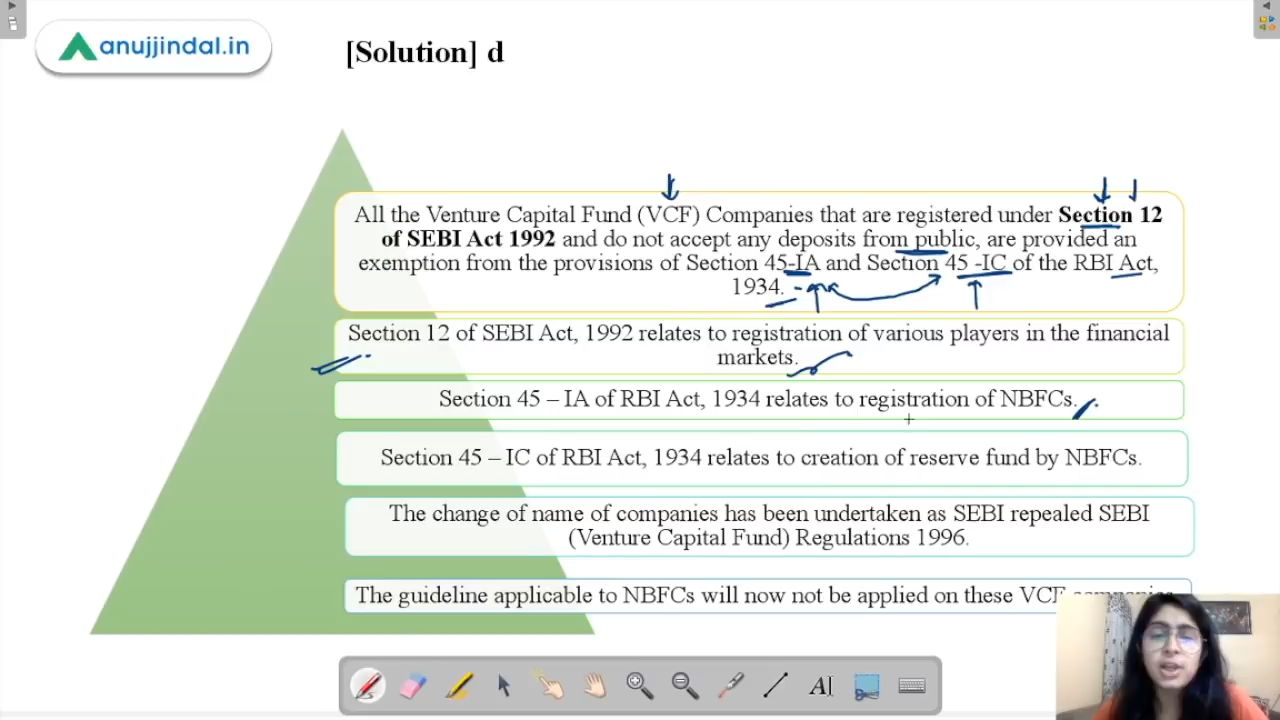 anujjindal.in
[Solution] d
All the Venture Capital Fund (VCF) Companies that are registered under Section 12
of SEBI Act 1992 and do not accept any deposits from public, are provided an
exemption from the provisions of Section 45-IA and Section 45 -IC of the RBI Act,
1934.
Section 12 of SEBI Act, 1992 relates to registration of various players in the financial
markets.
Section 45 – IA of RBI Act, 1934 relates to registration of NBFCs.
Section 45 – IC of RBI Act, 1934 relates to creation of reserve fund by NBFCs.
The change of name of companies has been undertaken as SEBI repealed SEBI
(Venture Capital Fund) Regulations 1996.
The guideline applicable to NBFCs will now not be applied on these VCF
A